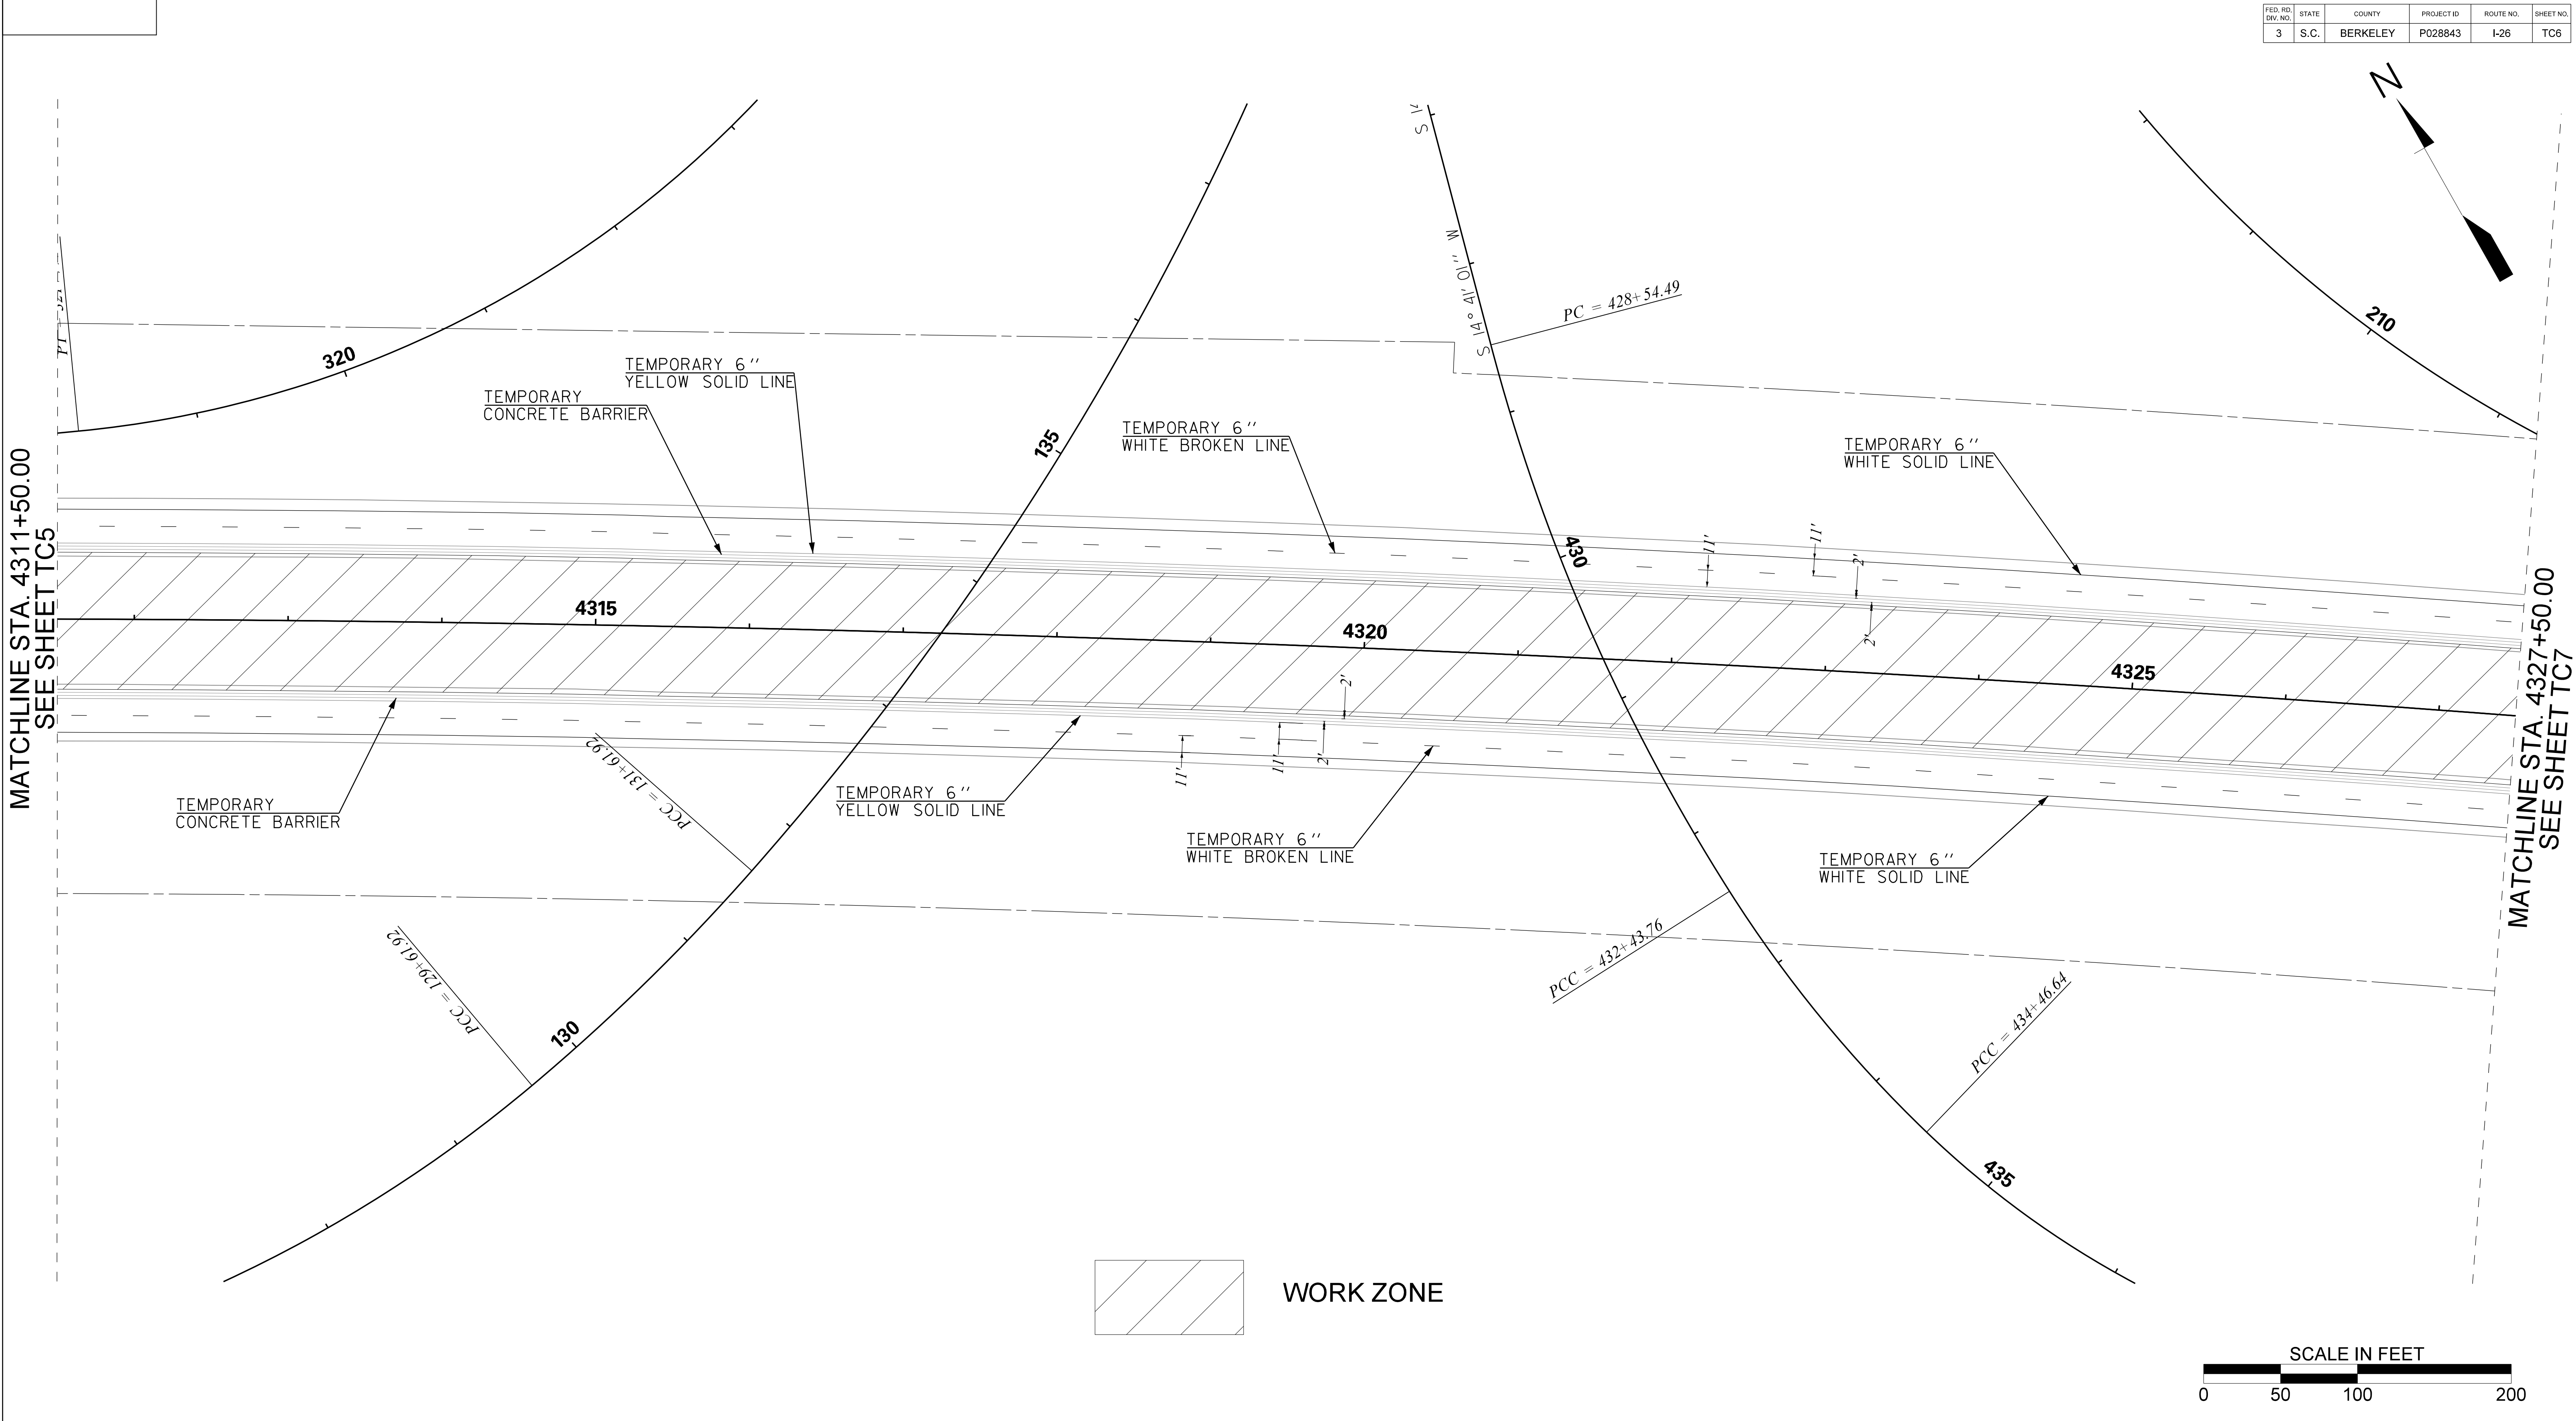 FED. RD. DIV. NO. STATE COUNTY PROJECT ID ROUTE NO. SHEET NO.
3 S.C. BERKELEY P028843 I-26 TC6
N
PC = 428+54.49
S 14° 41' 01" W
210
320
TEMPORARY 6"
YELLOW SOLID LINE
TEMPORARY
CONCRETE BARRIER
135
TEMPORARY 6"
WHITE BROKEN LINE
TEMPORARY 6"
WHITE SOLID LINE
MATCHLINE STA. 4311+50.00
SEE SHEET TC5
430
11'
11'
2'
2'
4315
4320
4325
MATCHLINE STA. 4327+50.00
SEE SHEET TC7
2'
11'
11'
2'
PCC = 131+61.92
TEMPORARY
CONCRETE BARRIER
TEMPORARY 6"
YELLOW SOLID LINE
TEMPORARY 6"
WHITE BROKEN LINE
TEMPORARY 6"
WHITE SOLID LINE
PCC = 129+61.92
PCC = 432+43.76
PCC = 434+46.64
130
435
WORK ZONE
SCALE IN FEET
0 50 100 200